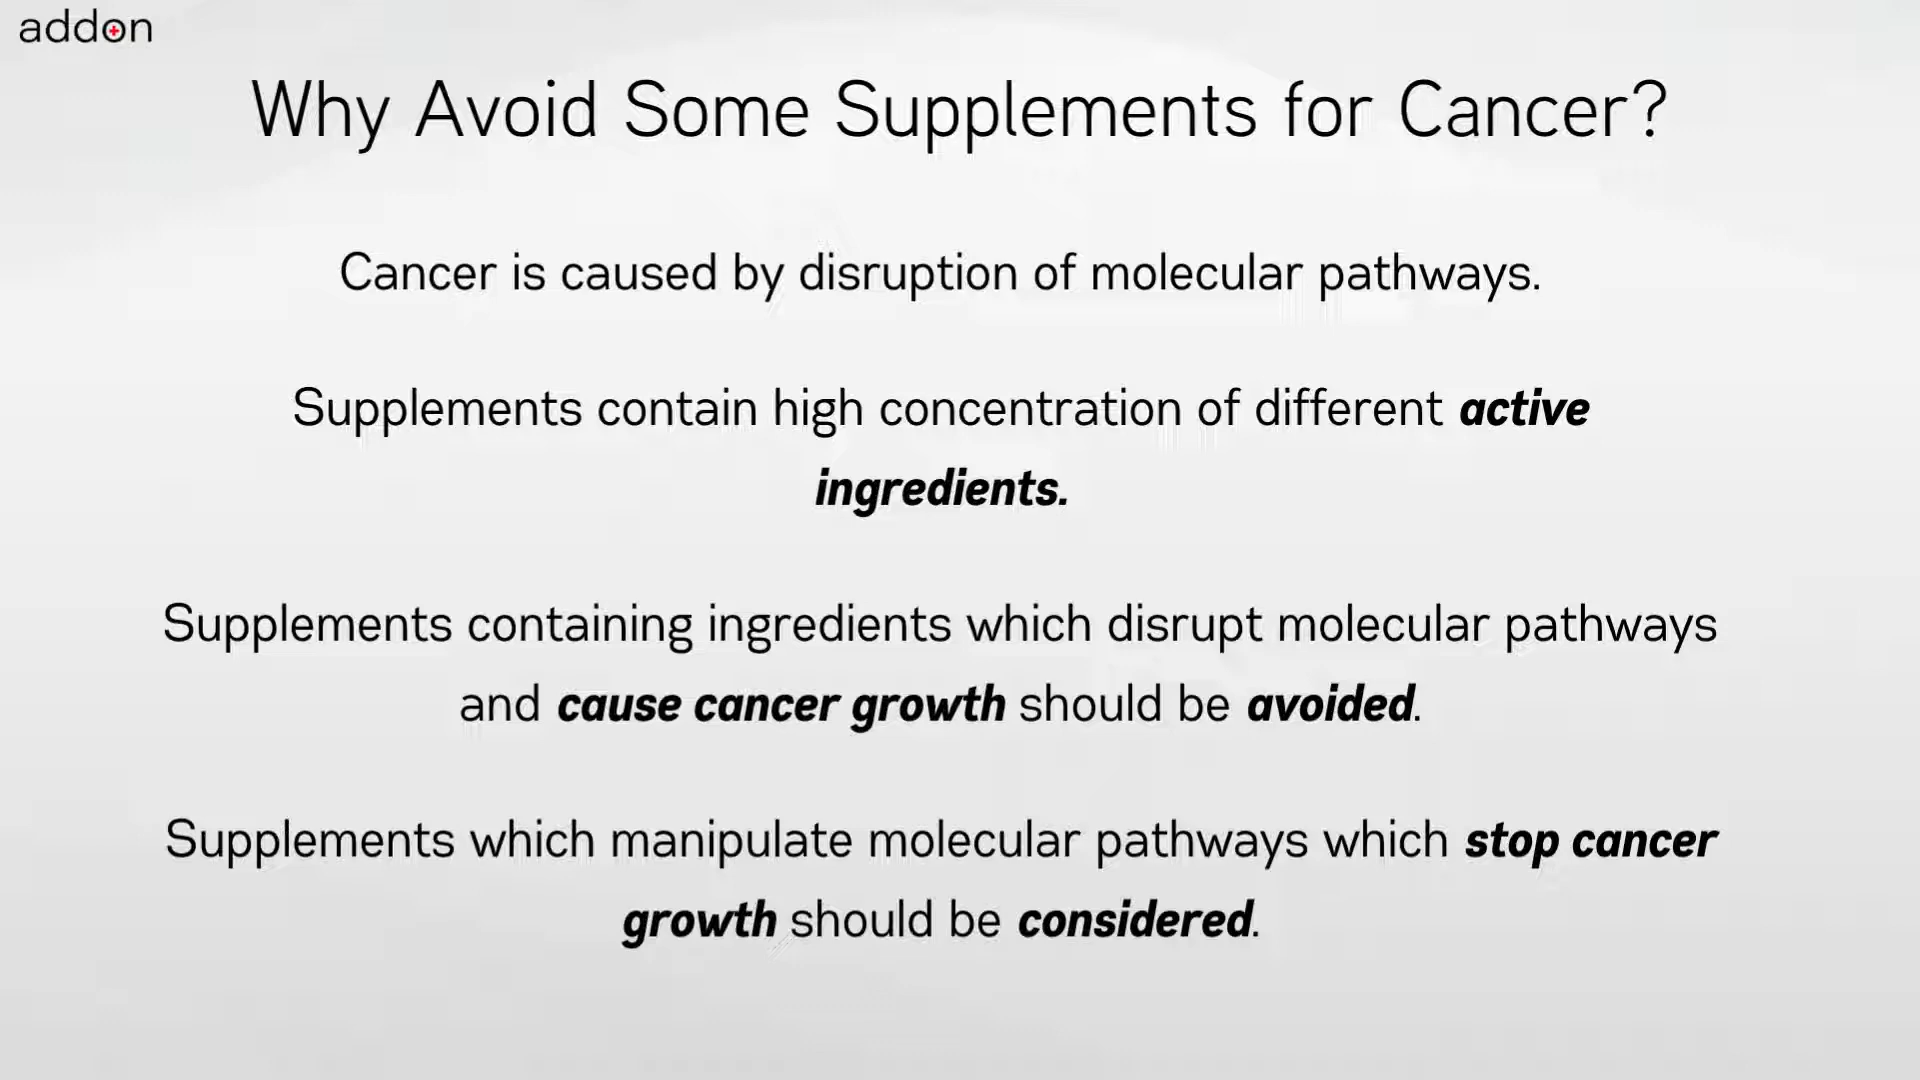 addon
Why Avoid Some Supplements for Cancer?
Cancer is caused by disruption of molecular pathways.
Supplements contain high concentration of different active
ingredients.
Supplements containing ingredients which disrupt molecular pathways
and cause cancer growth should be avoided.
Supplements which manipulate molecular pathways which stop cancer
growth should be considered.